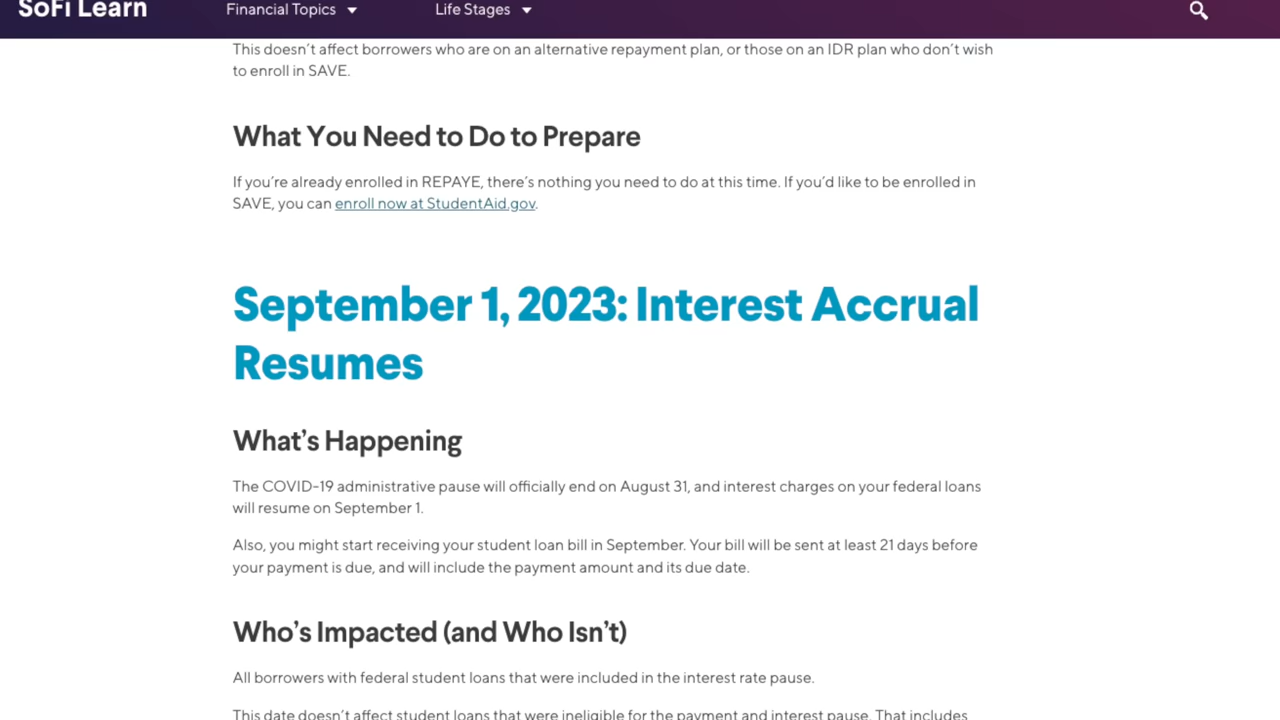 SoFi Learn
Financial Topics
Life Stages
This doesn't affect borrowers who are on an alternative repayment plan, or those on an IDR plan who don't wish
to enroll in SAVE.
What You Need to Do to Prepare
If you're already enrolled in REPAYE, there's nothing you need to do at this time. If you'd like to be enrolled in
SAVE, you can enroll now at StudentAid.gov.
September 1, 2023: Interest Accrual
Resumes
What's Happening
The COVID-19 administrative pause will officially end on August 31, and interest charges on your federal loans
will resume on September 1.
Also, you might start receiving your student loan bill in September. Your bill will be sent at least 21 days before
your payment is due, and will include the payment amount and its due date.
Who's Impacted (and Who Isn't)
All borrowers with federal student loans that were included in the interest rate pause.
This date doesn't affect student loans that were ineligible for the payment and interest pause. That includes